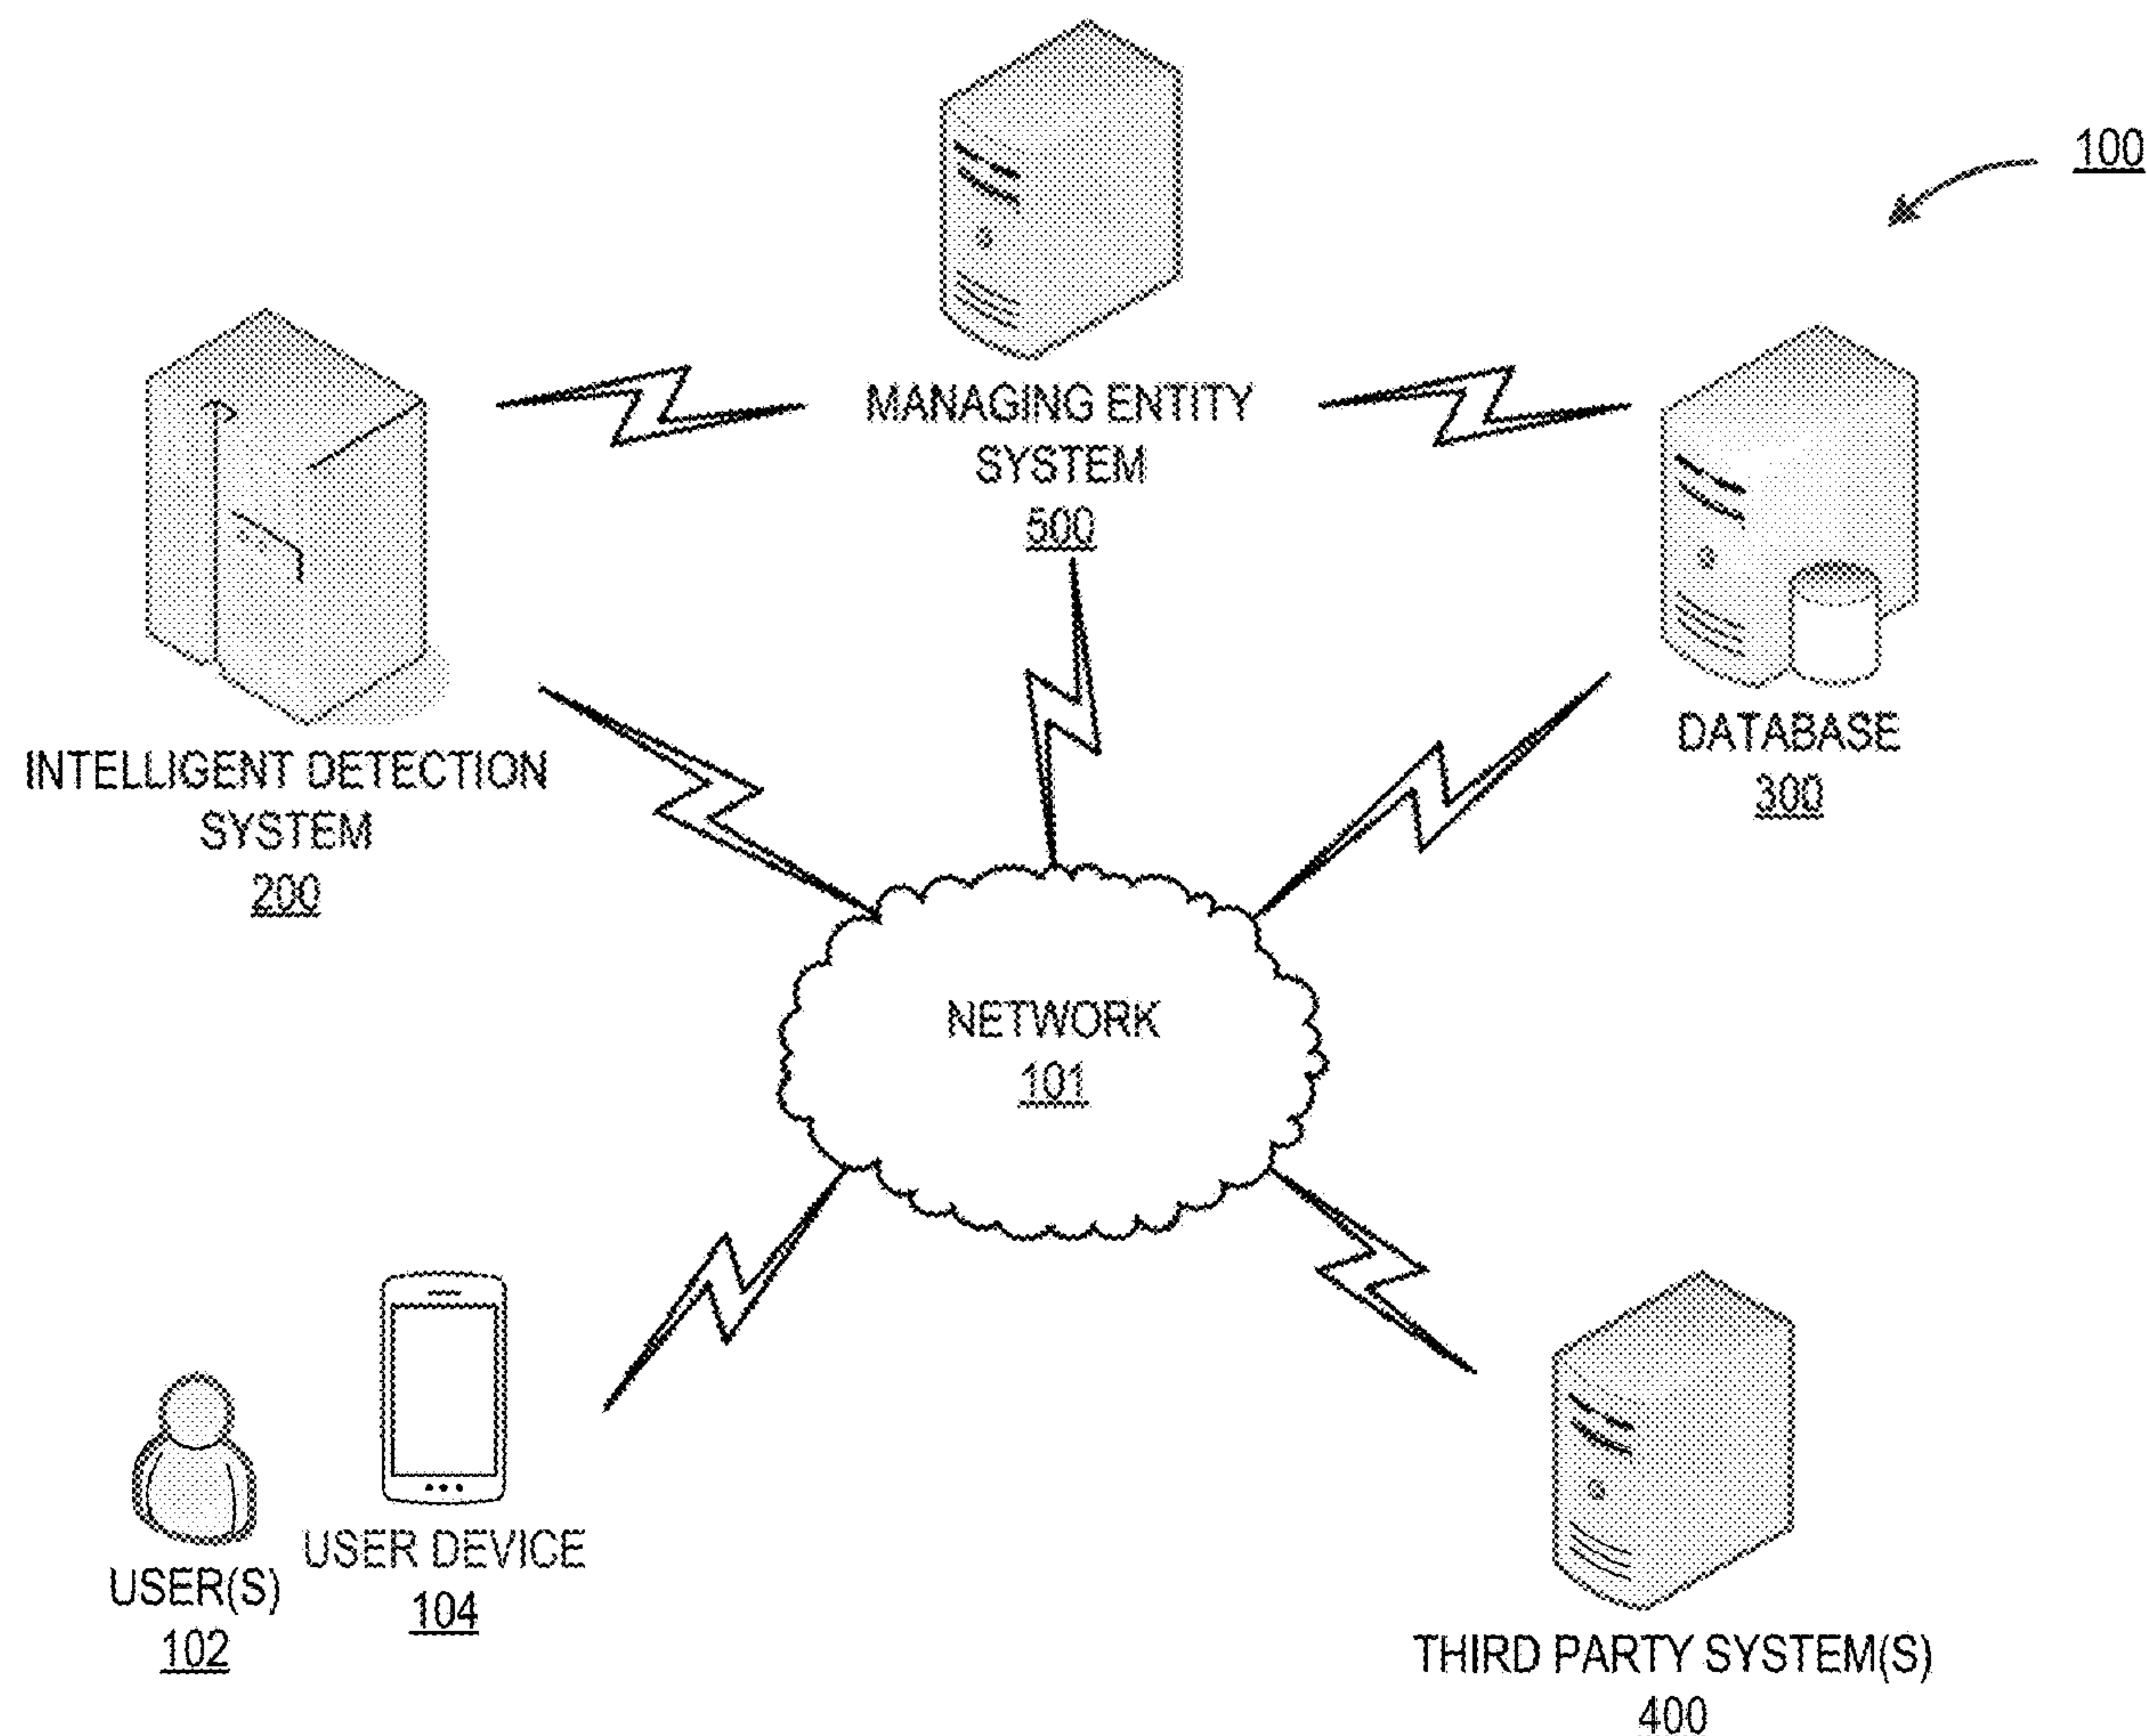 100
MANAGING ENTITY
SYSTEM
500
INTELLIGENT DETECTION
SYSTEM
200
DATABASE
300
NETWORK
101
USER(S)
102
USER DEVICE
104
THIRD PARTY SYSTEM(S)
400